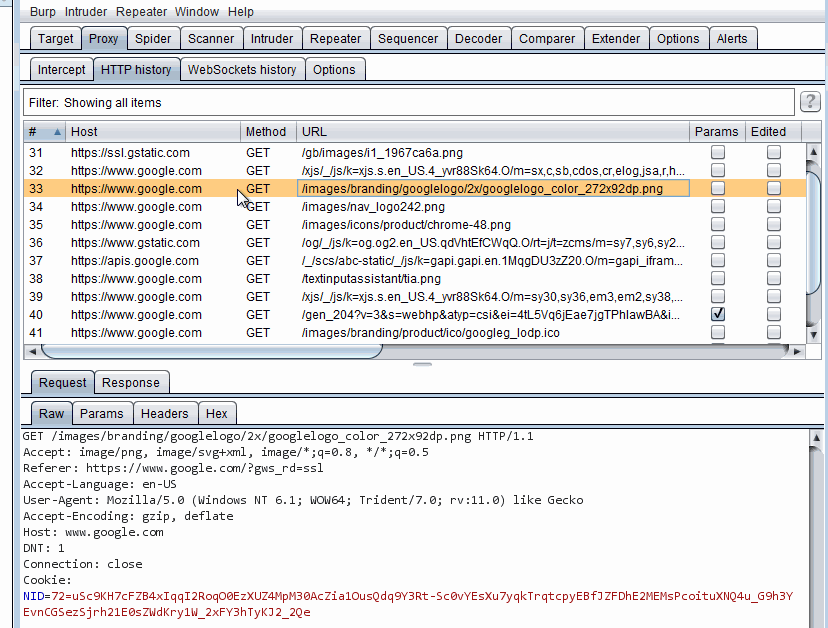 Burp Intruder Repeater Window Help
Target Proxy Spider Scanner Intruder Repeater Sequencer Decoder Comparer Extender Options Alerts
Intercept HTTP history WebSockets history Options
Filter: Showing all items ?
# Host Method URL Params Edited
31 https://ssl.gstatic.com GET /gb/images/i1_1967ca6a.png
32 https://www.google.com GET /xjs/_/js/k=xjs.s.en_US.4_yvr88Sk64.O/m=sx,c,sb,cdos,cr,elog,jsa,r,h...
33 https://www.google.com GET /images/branding/googlelogo/2x/googlelogo_color_272x92dp.png
34 https://www.google.com GET /images/nav_logo242.png
35 https://www.google.com GET /images/icons/product/chrome-48.png
36 https://www.gstatic.com GET /og/_/js/k=og.og2.en_US.qdVhtEfCWqQ.O/rt=j/t=zcms/m=sy7,sy6,sy2...
37 https://apis.google.com GET /_/scs/abc-static/_/js/k=gapi.gapi.en.1MqgDU3zZ20.O/m=gapi_ifram...
38 https://www.google.com GET /textinputassistant/tia.png
39 https://www.google.com GET /xjs/_/js/k=xjs.s.en_US.4_yvr88Sk64.O/m=sy30,sy36,em3,em2,sy38,...
40 https://www.google.com GET /gen_204?v=3&s=webhp&atyp=csi&ei=4tL5Vq6jEae7jgTPhIawBA&i...
41 https://www.google.com GET /images/branding/product/ico/googleg_lodp.ico
Request Response
Raw Params Headers Hex
GET /images/branding/googlelogo/2x/googlelogo_color_272x92dp.png HTTP/1.1
Accept: image/png, image/svg+xml, image/*;q=0.8, */*;q=0.5
Referer: https://www.google.com/?gws_rd=ssl
Accept-Language: en-US
User-Agent: Mozilla/5.0 (Windows NT 6.1; WOW64; Trident/7.0; rv:11.0) like Gecko
Accept-Encoding: gzip, deflate
Host: www.google.com
DNT: 1
Connection: close
Cookie:
NID=72=uSc9KH7cFZB4xIqqI2RoqO0EzXUZ4MpM30AcZia1OusQdq9Y3Rt-Sc0vYEsXu7yqkTrqtcpyEBfJZFDhE2MEMsPcoituXNQ4u_G9h3Y
EvnCGSezSjrh21E0sZWdKry1W_2xFY3hTyKJ2_2Qe